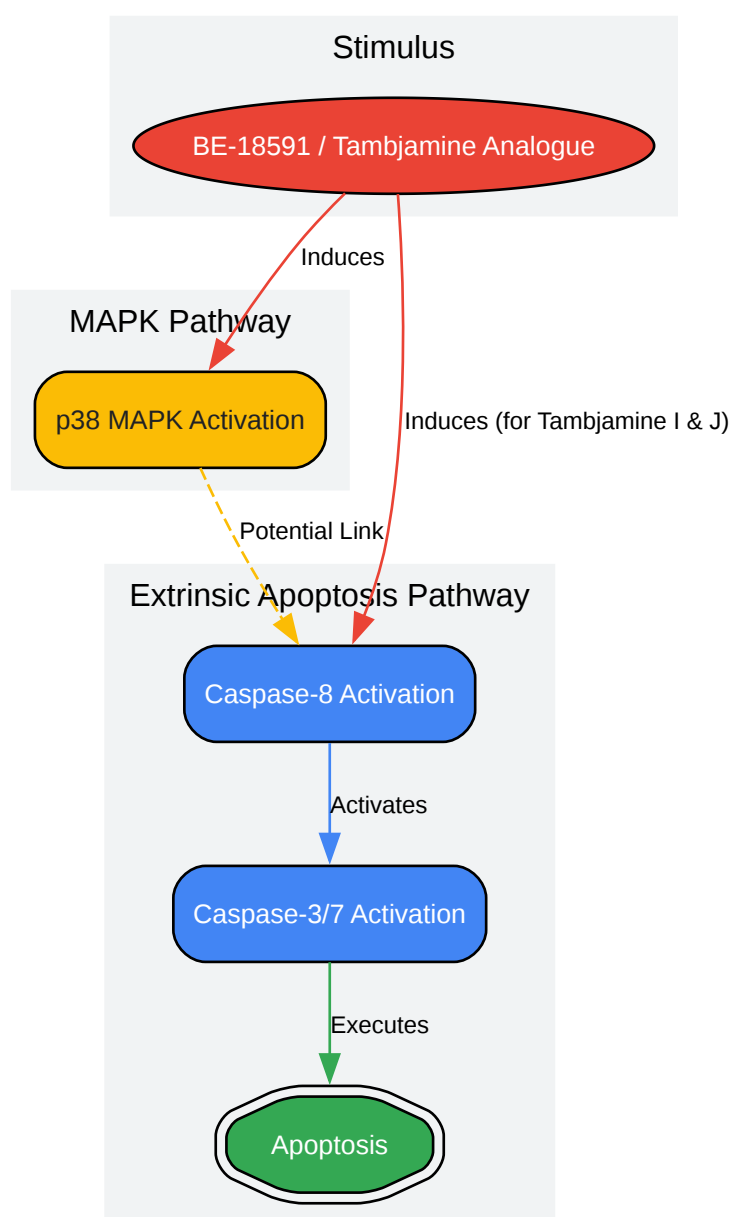 Stimulus
BE-18591 / Tambjamine Analogue
Induces
MAPK Pathway
p38 MAPK Activation
Induces (for Tambjamine I & J)
Potential Link
Extrinsic Apoptosis Pathway
Caspase-8 Activation
Activates
Caspase-3/7 Activation
Executes
Apoptosis